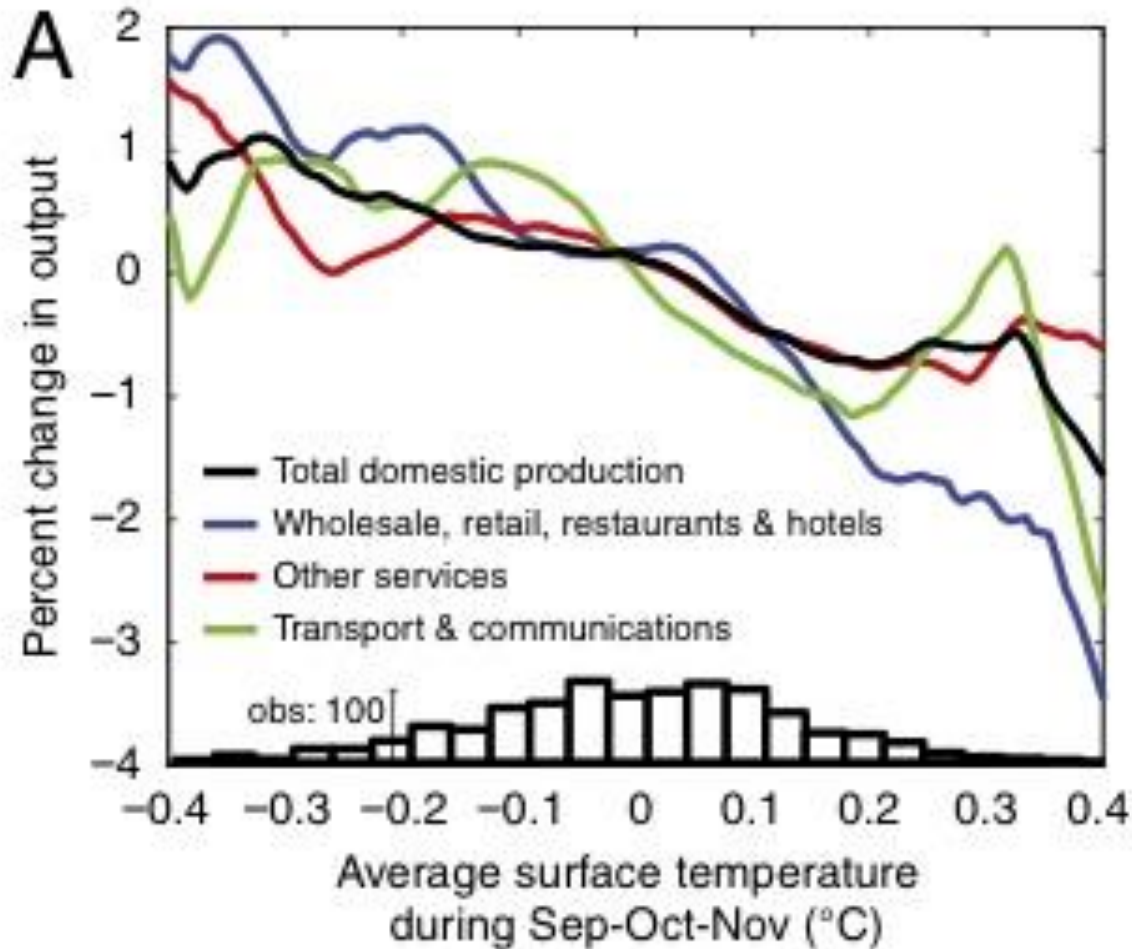 A
Percent change in output
2
1
0
−1
−2
−3
−4
Total domestic production
Wholesale, retail, restaurants & hotels
Other services
Transport & communications
obs: 100
−0.4 −0.3 −0.2 −0.1 0 0.1 0.2 0.3 0.4
Average surface temperature
during Sep-Oct-Nov (°C)